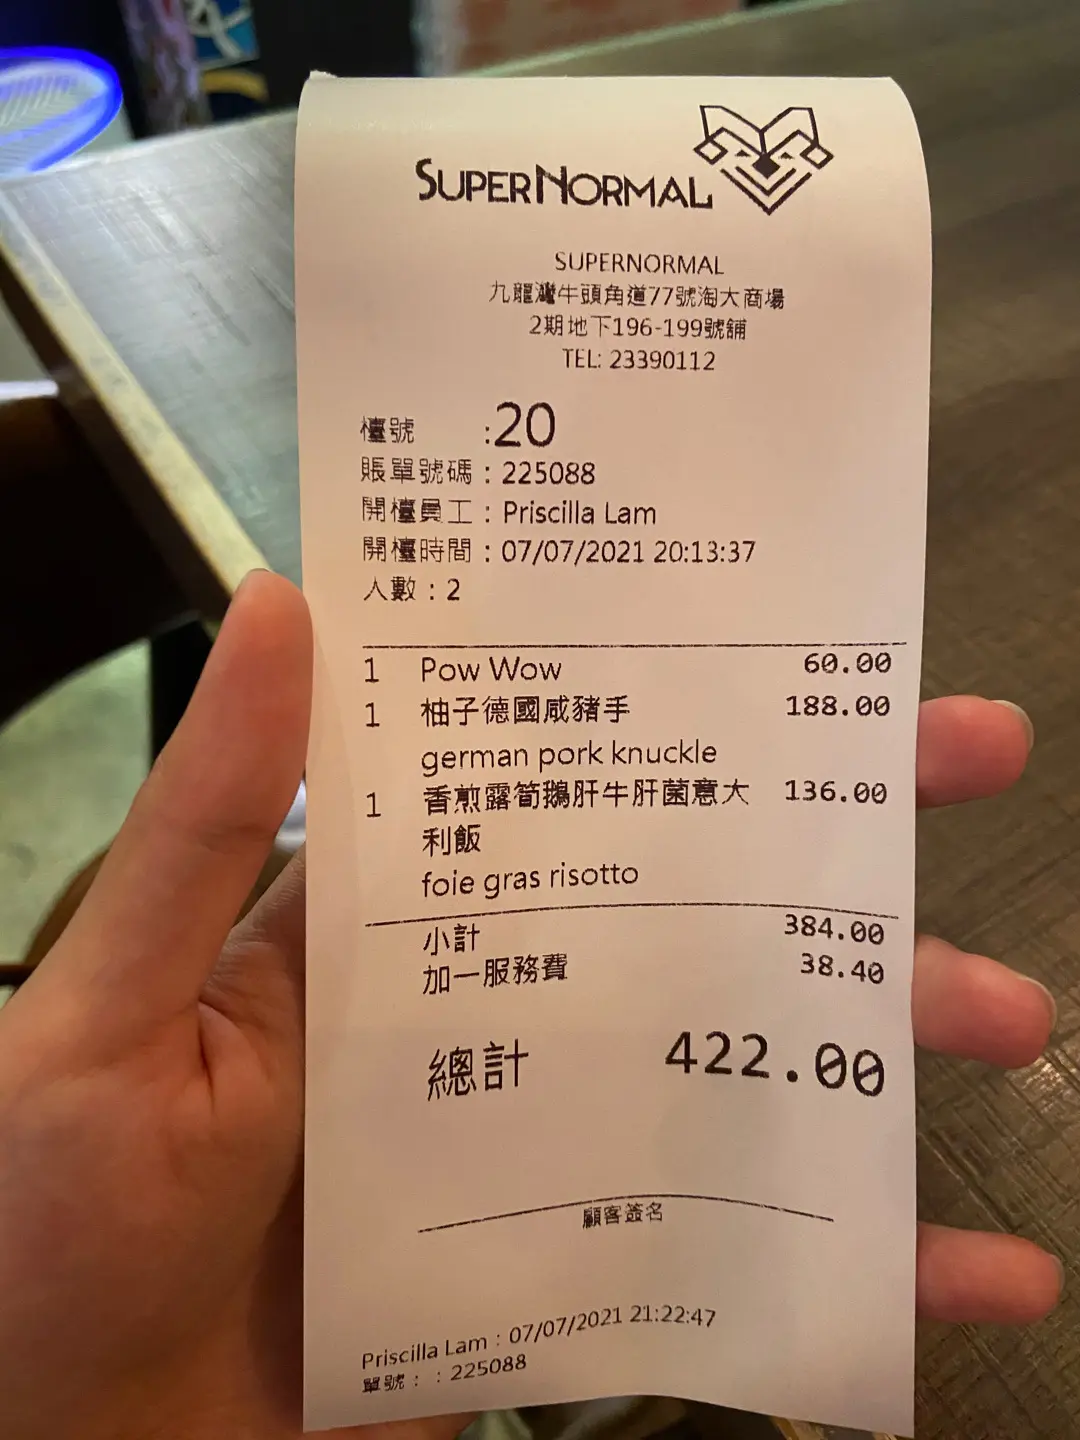 SUPERNORMAL
SUPERNORMAL
九龍灣牛頭角道77號淘大商場
2期地下196-199號舖
TEL: 23390112
檯號 :20
賬單號碼 : 225088
開檯員工 : Priscilla Lam
開檯時間 : 07/07/2021 20:13:37
人數 : 2
1 Pow Wow 60.00
1 柚子德國咸豬手 188.00
german pork knuckle
1 香煎露筍鵝肝牛肝菌意大 136.00
利飯
foie gras risotto
小計 384.00
加一服務費 38.40
總計 422.00
顧客簽名
Priscilla Lam : 07/07/2021 21:22:47
單號 : : 225088